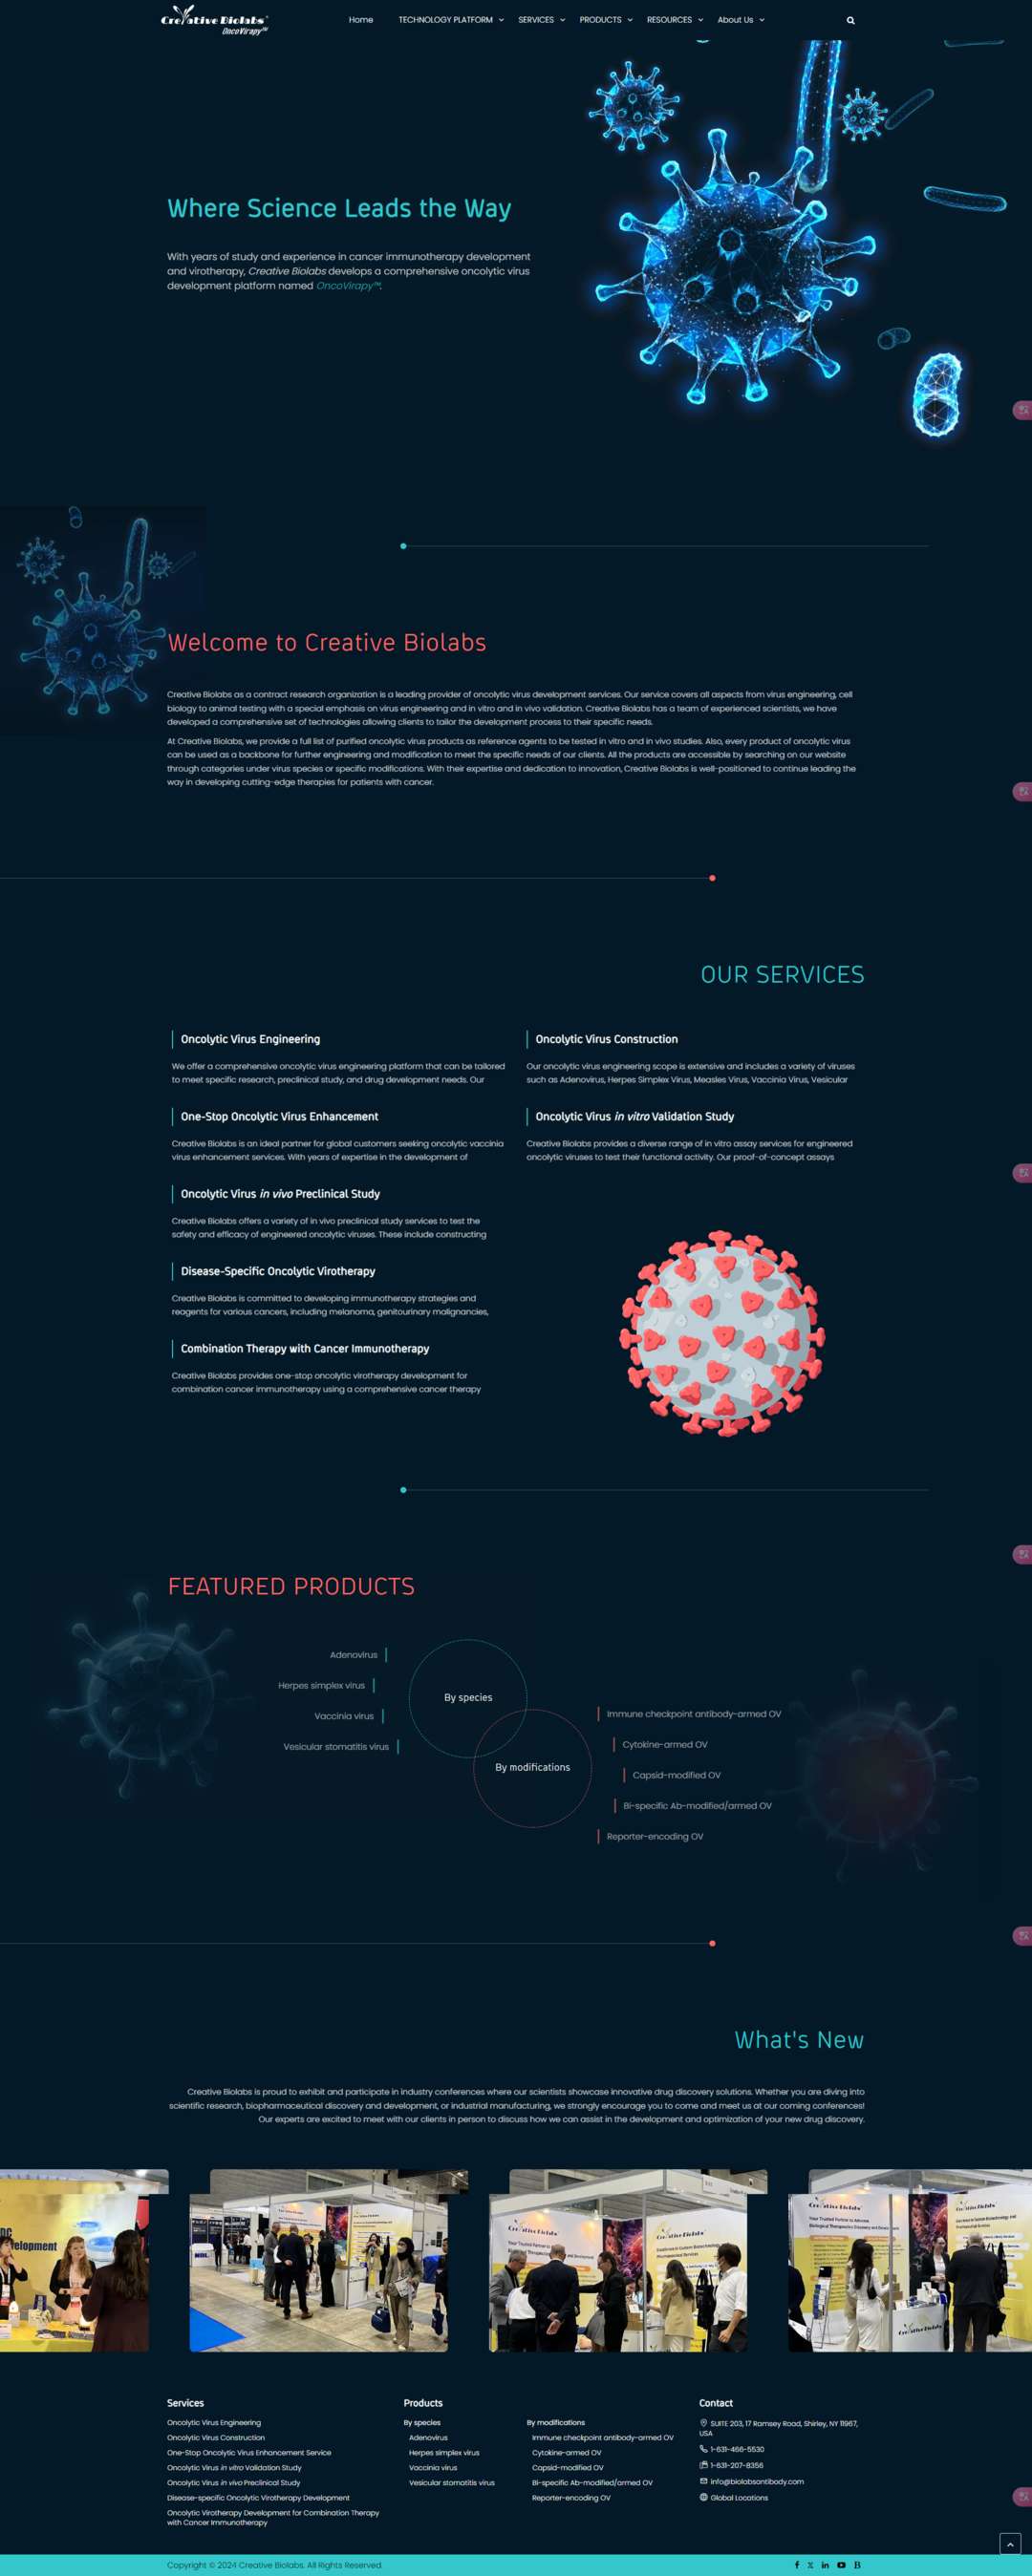 Creative Biolabs
OncoVirapy™
Home TECHNOLOGY PLATFORM SERVICES PRODUCTS RESOURCES About Us
Where Science Leads the Way
With years of study and experience in cancer immunotherapy development
and virotherapy, Creative Biolabs develops a comprehensive oncolytic virus
development platform named OncoVirapy™.
Welcome to Creative Biolabs
Creative Biolabs as a contract research organization is a leading provider of oncolytic virus development services. Our service covers all aspects from virus engineering, cell
biology to animal testing with a special emphasis on virus engineering and in vitro and in vivo validation. Creative Biolabs has a team of experienced scientists, we have
developed a comprehensive set of technologies allowing clients to tailor the development process to their specific needs.
At Creative Biolabs, we provide a full list of purified oncolytic virus products as reference agents to be tested in vitro and in vivo studies. Also, every product of oncolytic virus
can be used as a backbone for further engineering and modification to meet the specific needs of our clients. All the products are accessible by searching on our website
through categories under virus species or specific modifications. With their expertise and dedication to innovation, Creative Biolabs is well-positioned to continue leading the
way in developing cutting-edge therapies for patients with cancer.
OUR SERVICES
Oncolytic Virus Engineering
We offer a comprehensive oncolytic virus engineering platform that can be tailored
to meet specific research, preclinical study, and drug development needs. Our
Oncolytic Virus Construction
Our oncolytic virus engineering scope is extensive and includes a variety of viruses
such as Adenovirus, Herpes Simplex Virus, Measles Virus, Vaccinia Virus, Vesicular
One-Stop Oncolytic Virus Enhancement
Creative Biolabs is an ideal partner for global customers seeking oncolytic vaccinia
virus enhancement services. With years of expertise in the development of
Oncolytic Virus in vitro Validation Study
Creative Biolabs provides a diverse range of in vitro assay services for engineered
oncolytic viruses to test their functional activity. Our proof-of-concept assays
Oncolytic Virus in vivo Preclinical Study
Creative Biolabs offers a variety of in vivo preclinical study services to test the
safety and efficacy of engineered oncolytic viruses. These include constructing
Disease-Specific Oncolytic Virotherapy
Creative Biolabs is committed to developing immunotherapy strategies and
reagents for various cancers, including melanoma, genitourinary malignancies,
Combination Therapy with Cancer Immunotherapy
Creative Biolabs provides one-stop oncolytic virotherapy development for
combination cancer immunotherapy using a comprehensive cancer therapy
FEATURED PRODUCTS
Adenovirus
Herpes simplex virus
Vaccinia virus
Vesicular stomatitis virus
By species
By modifications
Immune checkpoint antibody-armed OV
Cytokine-armed OV
Capsid-modified OV
Bi-specific Ab-modified/armed OV
Reporter-encoding OV
What's New
Creative Biolabs is proud to exhibit and participate in industry conferences where our scientists showcase innovative drug discovery solutions. Whether you are diving into
scientific research, biopharmaceutical discovery and development, or industrial manufacturing, we strongly encourage you to come and meet us at our coming conferences!
Our experts are excited to meet with our clients in person to discuss how we can assist in the development and optimization of your new drug discovery.
Services
Oncolytic Virus Engineering
Oncolytic Virus Construction
One-Stop Oncolytic Virus Enhancement Service
Oncolytic Virus in vitro Validation Study
Oncolytic Virus in vivo Preclinical Study
Disease-specific Oncolytic Virotherapy Development
Oncolytic Virotherapy Development for Combination Therapy
with Cancer Immunotherapy
Products
By species
Adenovirus
Herpes simplex virus
Vaccinia virus
Vesicular stomatitis virus
By modifications
Immune checkpoint antibody-armed OV
Cytokine-armed OV
Capsid-modified OV
Bi-specific Ab-modified/armed OV
Reporter-encoding OV
Contact
SUITE 203, 17 Ramsey Road, Shirley, NY 11967,
USA
1-631-466-5530
1-631-207-8356
info@biolabsantibody.com
Global Locations
Copyright © 2024 Creative Biolabs. All Rights Reserved